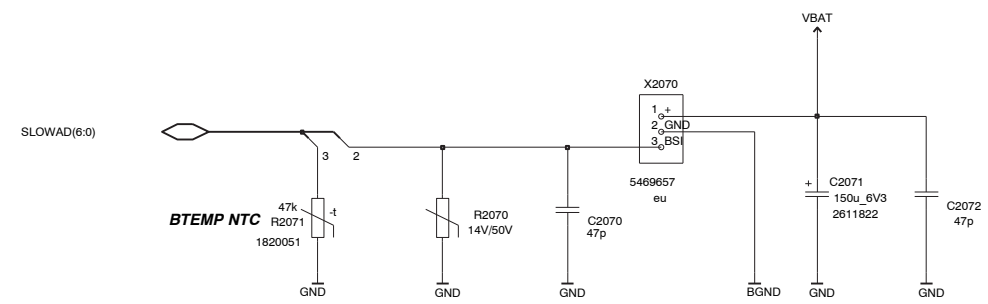 VBAT
X2070
1 +
2 GND
3 BSI
SLOWAD(6:0)
3
2
5469657
eu
47k
-t
BTEMP NTC
R2071
1820051
R2070
14V/50V
C2070
47p
+
C2071
150u_6V3
2611822
C2072
47p
GND
GND
GND
BGND
GND
GND